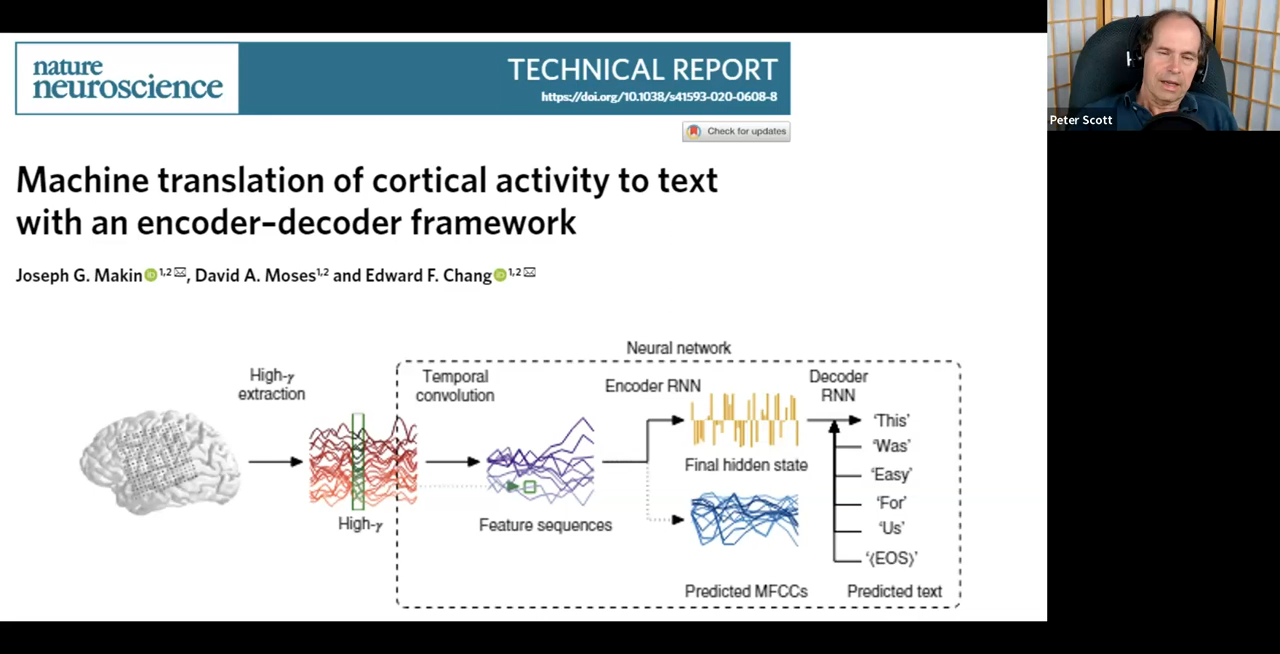 nature
neuroscience
TECHNICAL REPORT
https://doi.org/10.1038/s41593-020-0608-8
Check for updates
Machine translation of cortical activity to text
with an encoder–decoder framework
Joseph G. Makin 1,2, David A. Moses1,2 and Edward F. Chang 1,2
Neural network
High-γ
extraction
Temporal
convolution
Encoder RNN
Decoder
RNN
'This'
'Was'
'Easy'
'For'
'Us'
'⟨EOS⟩'
Final hidden state
High-γ
Feature sequences
Predicted MFCCs
Predicted text
Peter Scott